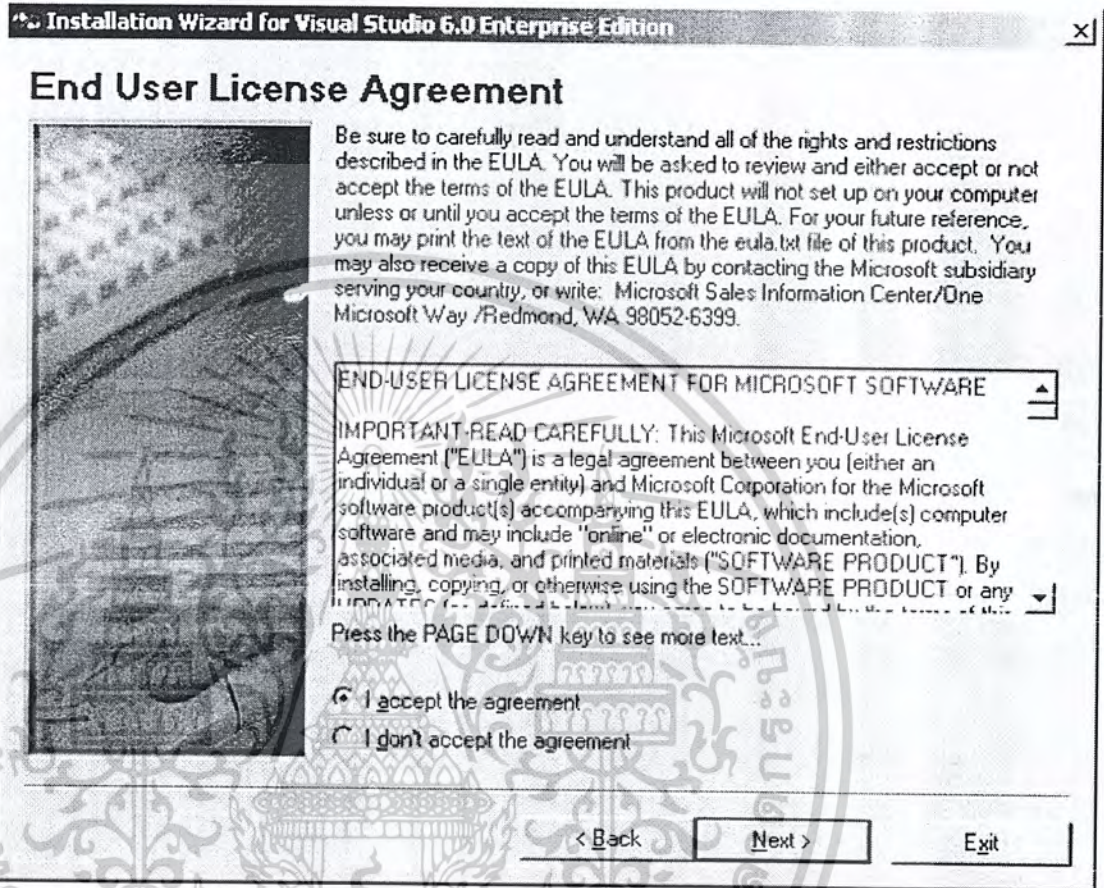 Installation Wizard for Visual Studio 6.0 Enterprise Edition
End User License Agreement
Be sure to carefully read and understand all of the rights and restrictions
described in the EULA. You will be asked to review and either accept or not
accept the terms of the EULA. This product will not set up on your computer
unless or until you accept the terms of the EULA. For your future reference,
you may print the text of the EULA from the eula.txt file of this product. You
may also receive a copy of this EULA by contacting the Microsoft subsidiary
serving your country, or write: Microsoft Sales Information Center/One
Microsoft Way /Redmond, WA 98052-6399.
END-USER LICENSE AGREEMENT FOR MICROSOFT SOFTWARE
IMPORTANT-READ CAREFULLY: This Microsoft End-User License
Agreement ("EULA") is a legal agreement between you (either an
individual or a single entity) and Microsoft Corporation for the Microsoft
software product(s) accompanying this EULA, which include(s) computer
software and may include "online" or electronic documentation,
associated media, and printed materials ("SOFTWARE PRODUCT"). By
installing, copying, or otherwise using the SOFTWARE PRODUCT or any
Press the PAGE DOWN key to see more text...
I accept the agreement
I don't accept the agreement
< Back
Next >
Exit